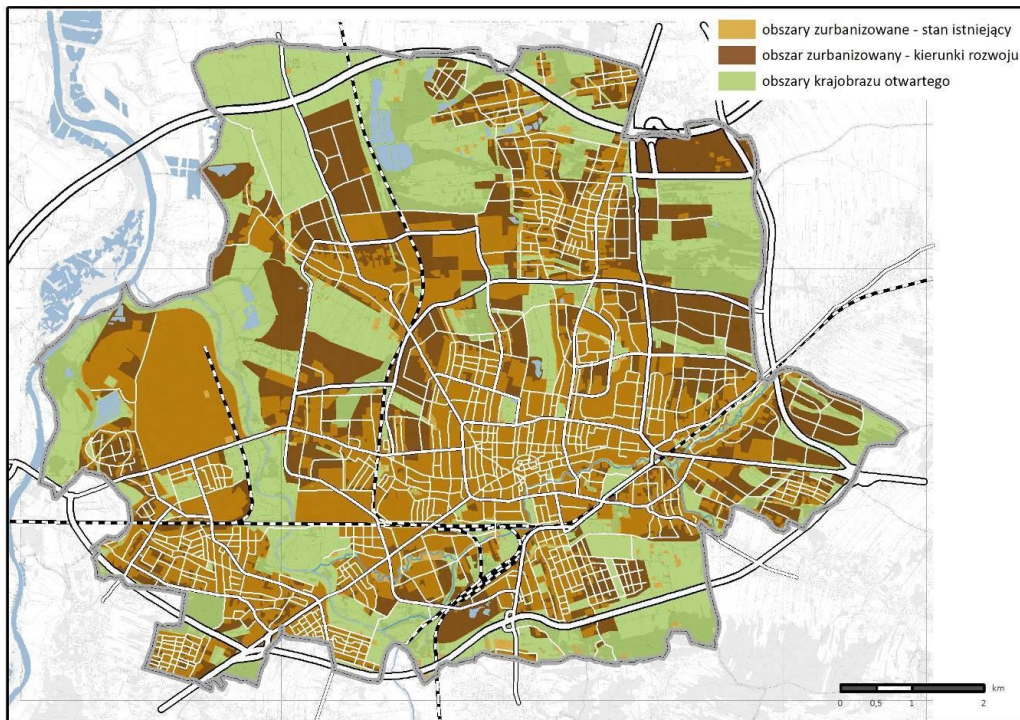 obszary zurbanizowane - stan istniejący
obszar zurbanizowany - kierunki rozwoju
obszary krajobrazu otwartego
km
0 0,5 1 2